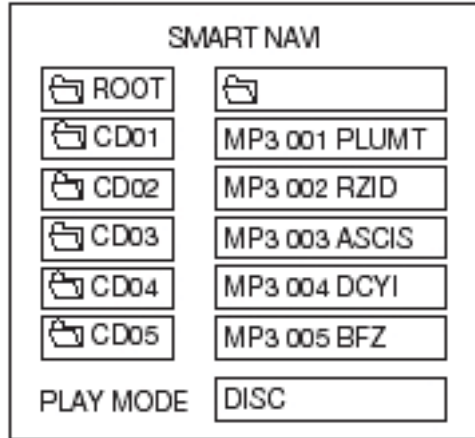 SMART NAVI
ROOT
CD01 MP3 001 PLUMT
CD02 MP3 002 RZID
CD03 MP3 003 ASCIS
CD04 MP3 004 DCYI
CD05 MP3 005 BFZ
PLAY MODE DISC